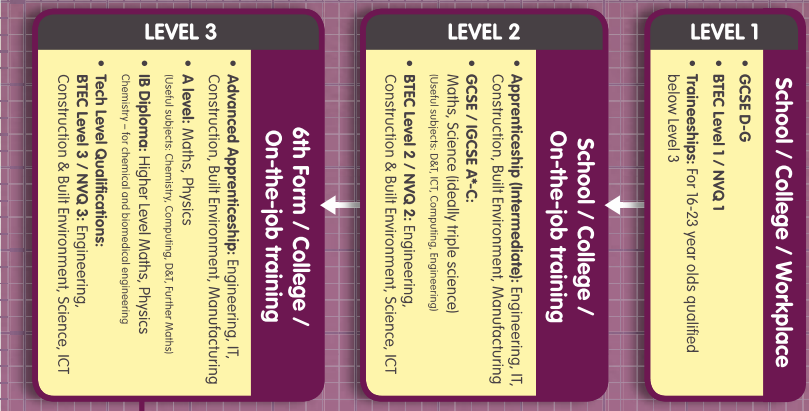 LEVEL 1
School / College / Workplace
• GCSE D–G
• BTEC Level 1 / NVQ 1
• Traineeships: For 16-23 year olds qualified
below Level 3
LEVEL 2
School / College /
On-the-job training
• Apprenticeship (Intermediate): Engineering, IT,
Construction, Built Environment, Manufacturing
• GCSE / IGCSE A*-C:
Maths, Science (ideally triple science)
(Useful subjects: D&T, ICT, Computing, Engineering)
• BTEC Level 2 / NVQ 2: Engineering,
Construction & Built Environment, Science, ICT
LEVEL 3
6th Form / College /
On-the-job training
• Advanced Apprenticeship: Engineering, IT,
Construction, Built Environment, Manufacturing
• A level: Maths, Physics
(Useful subjects: Chemistry, Computing, D&T, Further Maths)
• IB Diploma: Higher Level Maths, Physics
Chemistry – for chemical and biomedical engineering
• Tech Level Qualifications:
BTEC Level 3 / NVQ 3: Engineering,
Construction & Built Environment, Science, ICT